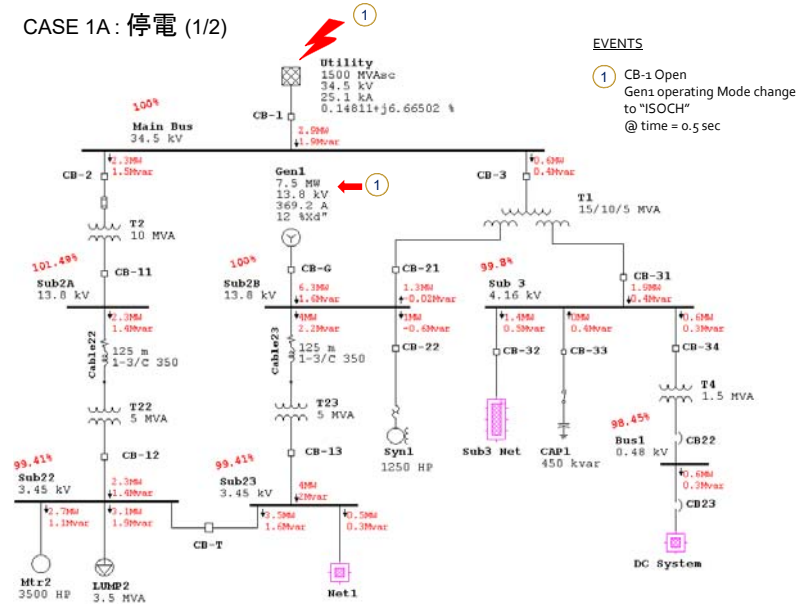 CASE 1A : 停電 (1/2)
1
EVENTS
1 CB-1 Open
Gen1 operating Mode change
to "ISOCH"
@ time = 0.5 sec
Utility
1500 MVAsc
34.5 kV
25.1 kA
0.14811+j6.66502 %
CB-1
2.9MW
1.9Mvar
100%
Main Bus
34.5 kV
CB-2
2.3MW
1.5Mvar
CB-3
0.6MW
0.4Mvar
Gen1
7.5 MW
13.8 kV
369.2 A
12 %Xd"
1
T1
15/10/5 MVA
T2
10 MVA
101.49%
Sub2A
13.8 kV
CB-11
2.3MW
1.4Mvar
100%
Sub2B
13.8 kV
CB-G
6.3MW
1.6Mvar
CB-21
1.3MW
-0.02Mvar
99.8%
Sub 3
4.16 kV
CB-31
1.9MW
0.4Mvar
Cable22
125 m
1-3/C 350
4MW
2.2Mvar
Cable23
125 m
1-3/C 350
1MW
-0.6Mvar
CB-22
1.4MW
0.5Mvar
CB-32
0MW
0.4Mvar
CB-33
0.6MW
0.3Mvar
CB-34
T22
5 MVA
T23
5 MVA
T4
1.5 MVA
Syn1
1250 HP
Sub3 Net
CAP1
450 kvar
98.45%
Bus1
0.48 kV
CB22
0.6MW
0.3Mvar
CB23
DC System
99.41%
Sub22
3.45 kV
CB-12
2.3MW
1.4Mvar
99.41%
Sub23
3.45 kV
CB-13
4MW
2Mvar
2.7MW
1.1Mvar
3.1MW
1.9Mvar
CB-T
3.5MW
1.6Mvar
0.5MW
0.3Mvar
Mtr2
3500 HP
LUMP2
3.5 MVA
Net1